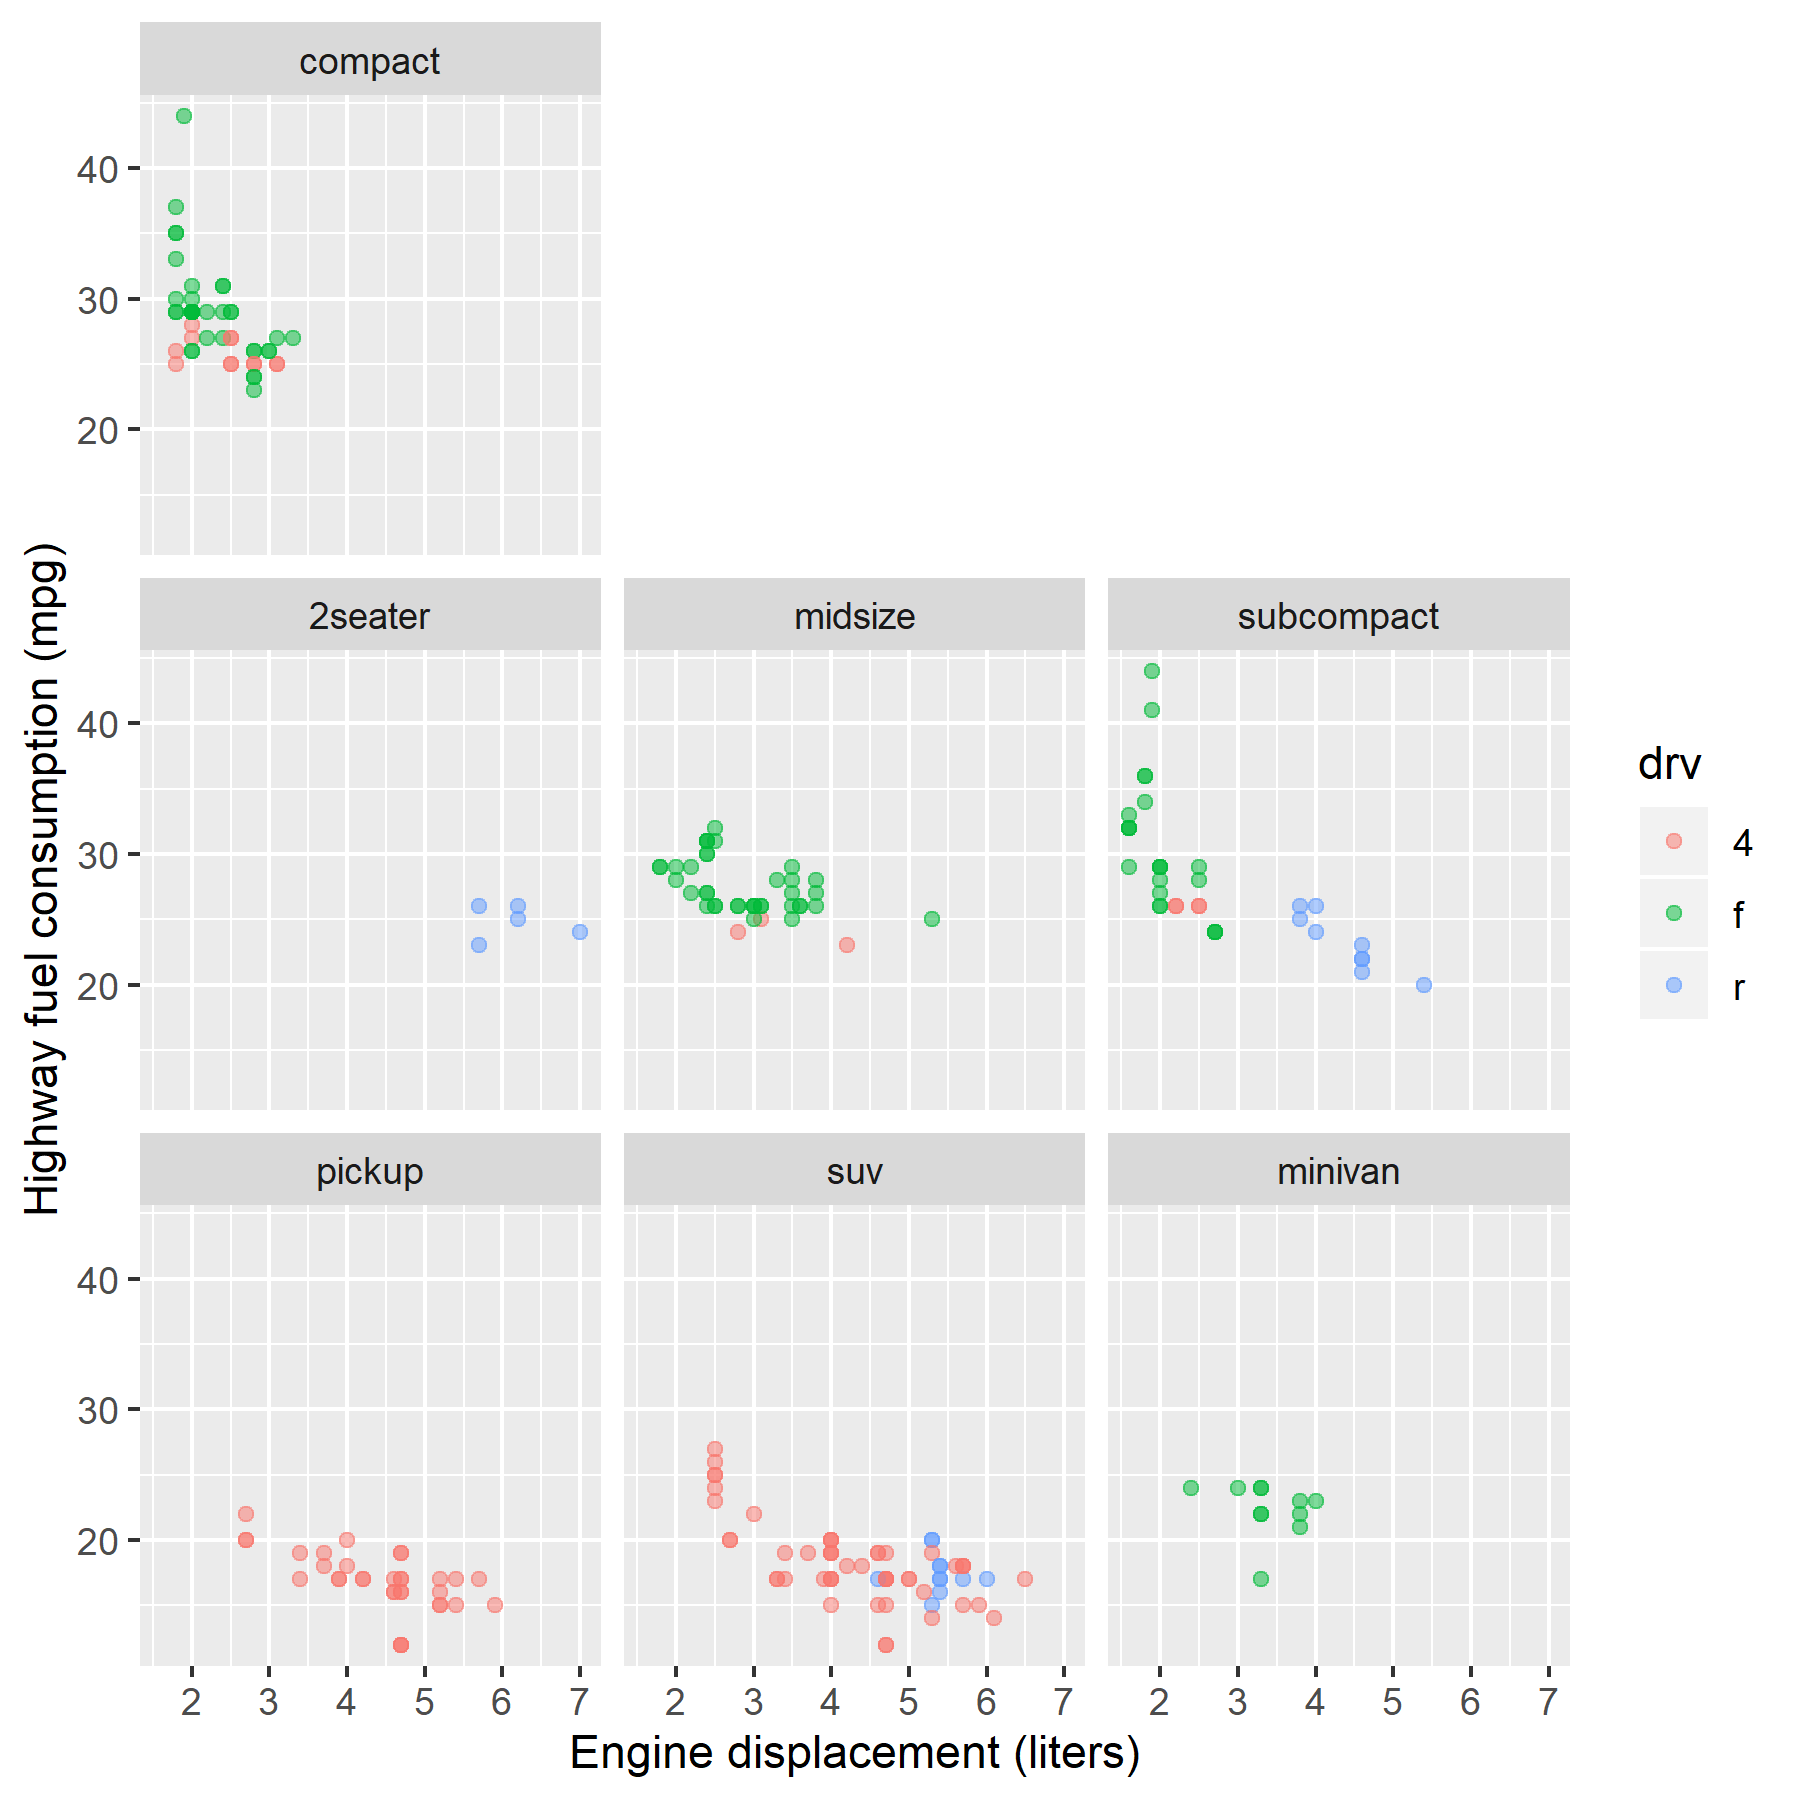 compact
40
30
20
2seater
midsize
subcompact
40
30
20
pickup
suv
minivan
40
30
20
2 3 4 5 6 7
2 3 4 5 6 7
2 3 4 5 6 7
Engine displacement (liters)
Highway fuel consumption (mpg)
drv
4
f
r